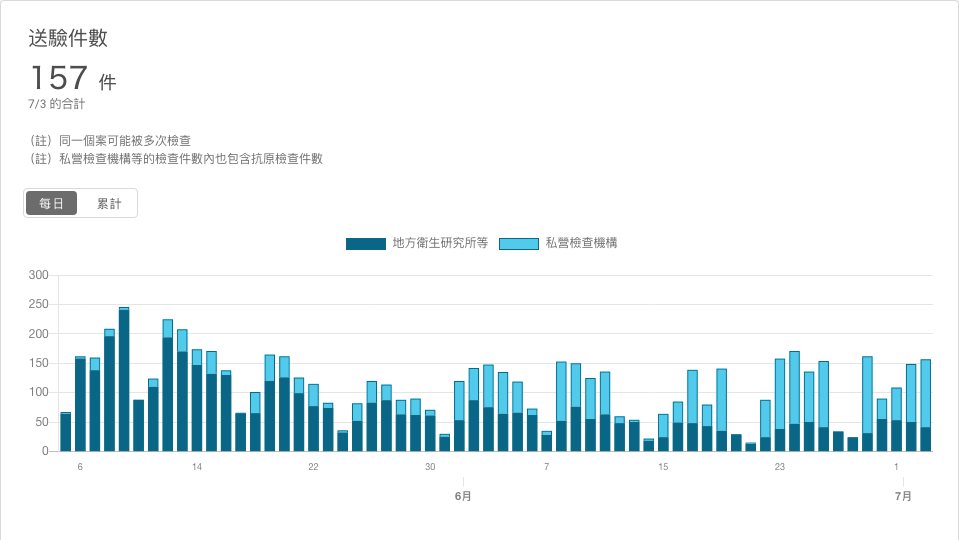 送驗件數
157 件
7/3 的合計
（註）同一個案可能被多次檢查
（註）私營檢查機構等的檢查件數內也包含抗原檢查件數
每日 累計
地方衛生研究所等 私營檢查機構
300
250
200
150
100
50
0
6 14 22 30 7 15 23 1
6月 7月